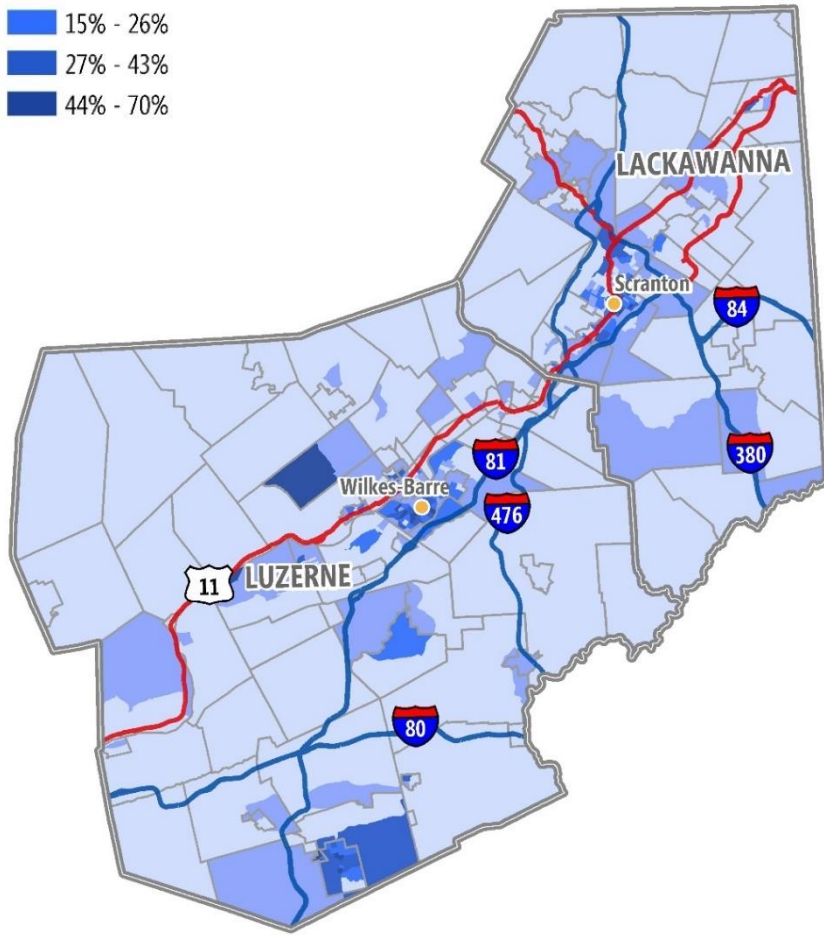 15% - 26%
27% - 43%
44% - 70%
LACKAWANNA
Scranton
84
380
81
Wilkes-Barre
476
11
LUZERNE
80